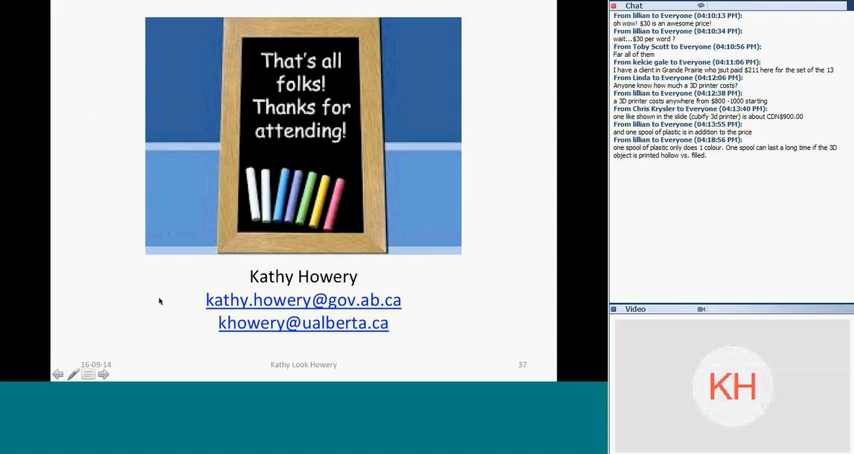 That's all
folks!
Thanks for
attending!
Kathy Howery
kathy.howery@gov.ab.ca
khowery@ualberta.ca
16-09-14
Kathy Look Howery
37
Chat
From lillian to Everyone (04:10:13 PM):
oh wow! $30 is an awesome price!
From lillian to Everyone (04:10:34 PM):
wait...$30 per word ?
From Toby Scott to Everyone (04:10:56 PM):
Far all of them
From kelcie gale to Everyone (04:11:06 PM):
I have a client in Grande Prairie who jsut paid $211 here for the set of the 13
From Linda to Everyone (04:12:06 PM):
Anyone know how much a 3D printer costs?
From lillian to Everyone (04:12:38 PM):
a 3D printer costs anywhere from $800 -1000 starting
From Chris Krysler to Everyone (04:13:40 PM):
one like shown in the slide (cubify 3d printer) is about CDN$900.00
From lillian to Everyone (04:13:55 PM):
and one spool of plastic is in addition to the price
From lillian to Everyone (04:18:56 PM):
one spool of plastic only does 1 colour. One spool can last a long time if the 3D
object is printed hollow vs. filled.
Video
KH